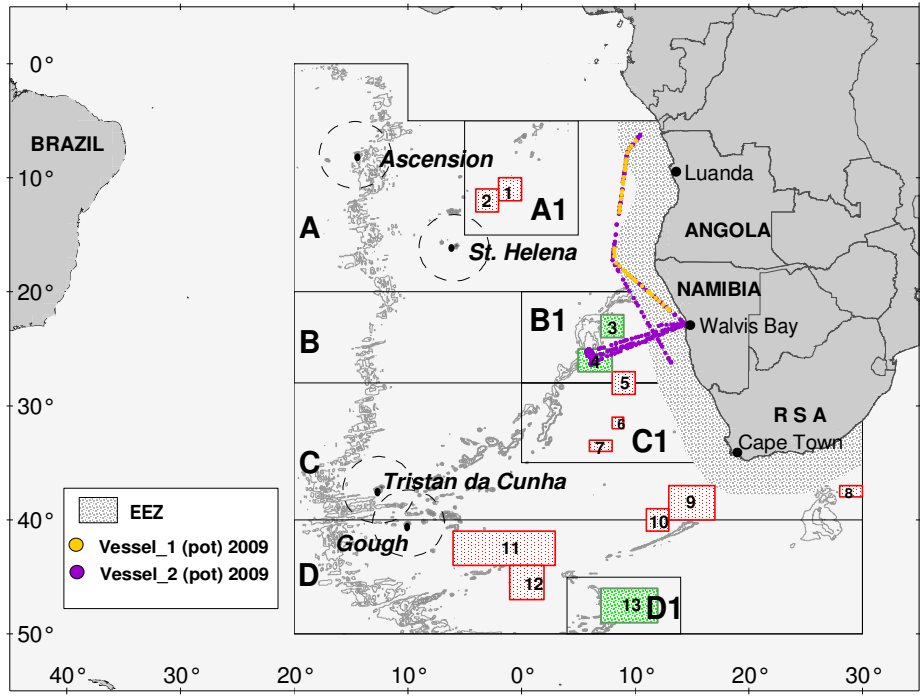 0°
10°
20°
30°
40°
50°
BRAZIL
Ascension
A
1
2
A1
St. Helena
Luanda
ANGOLA
NAMIBIA
B
B1
3
Walvis Bay
4
5
R S A
6
C1
7
Cape Town
C
Tristan da Cunha
8
9
10
Gough
11
D
12
13
D1
EEZ
Vessel_1 (pot) 2009
Vessel_2 (pot) 2009
40° 30° 20° 10° 0° 10° 20° 30°